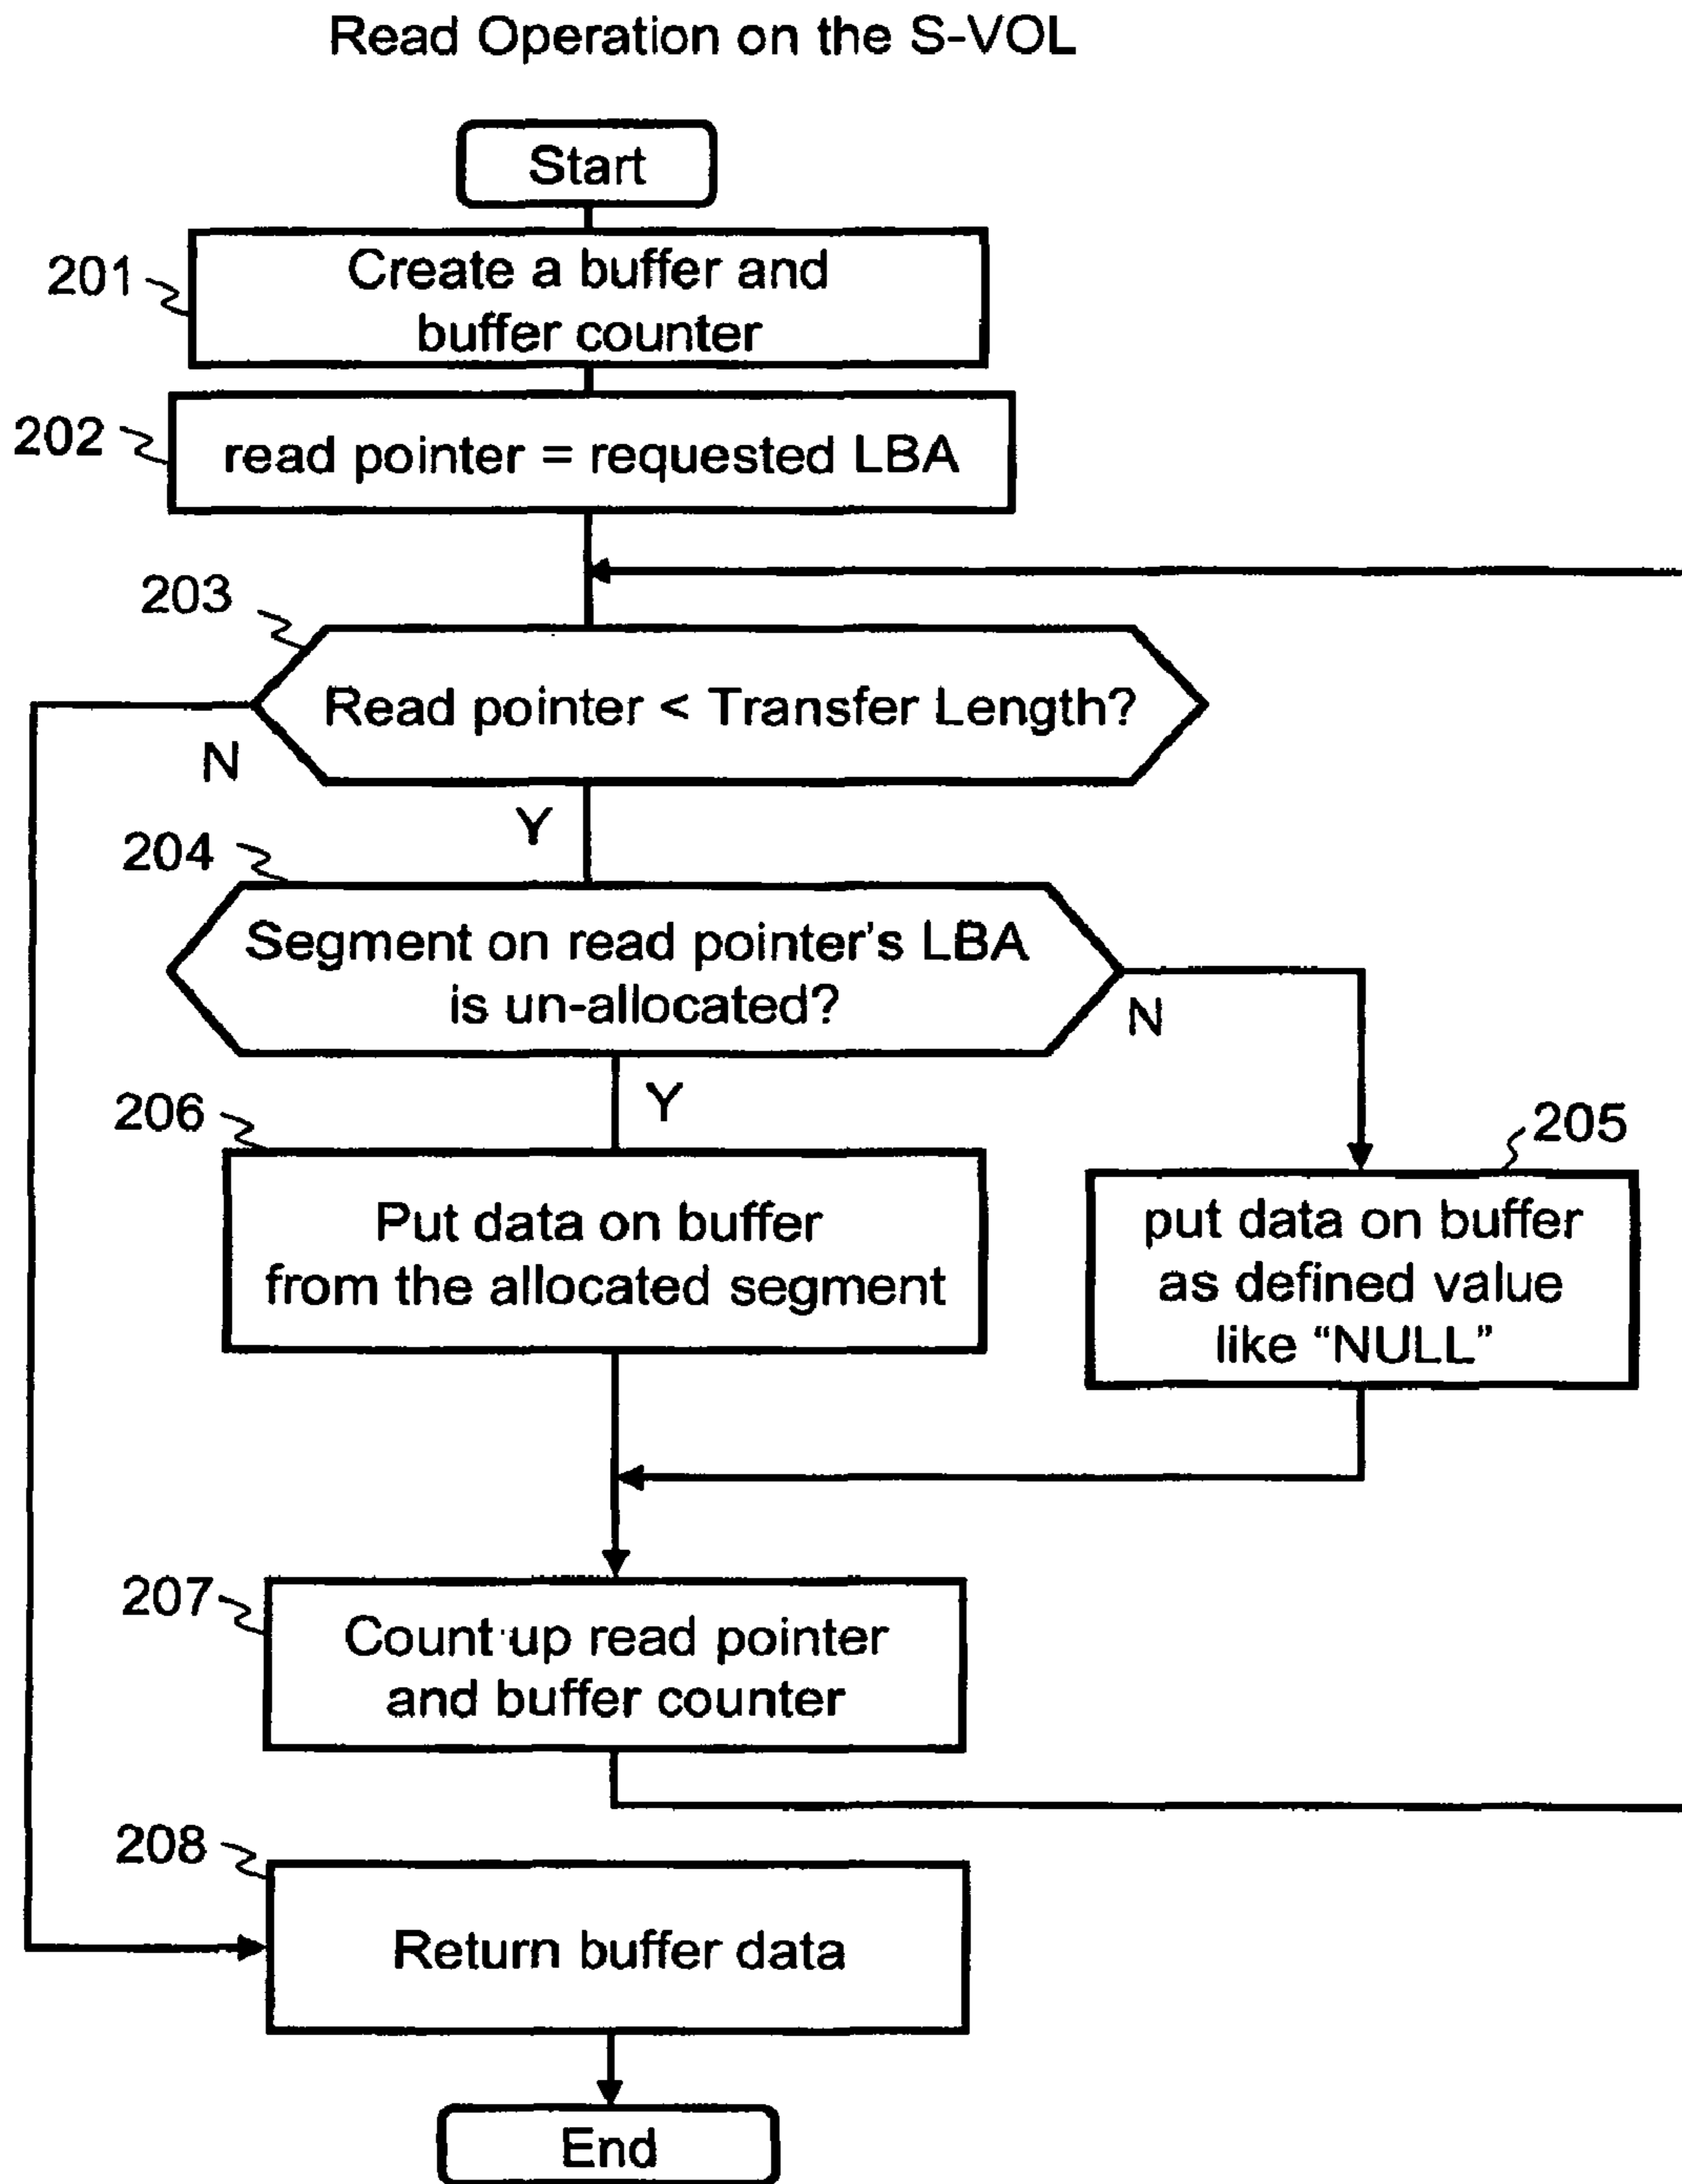 Read Operation on the S-VOL
Start
201
Create a buffer and
buffer counter
202
read pointer = requested LBA
203
Read pointer < Transfer Length?
N
Y
204
Segment on read pointer's LBA
is un-allocated?
N
Y
206
205
Put data on buffer
from the allocated segment
put data on buffer
as defined value
like “NULL”
207
Count up read pointer
and buffer counter
208
Return buffer data
End